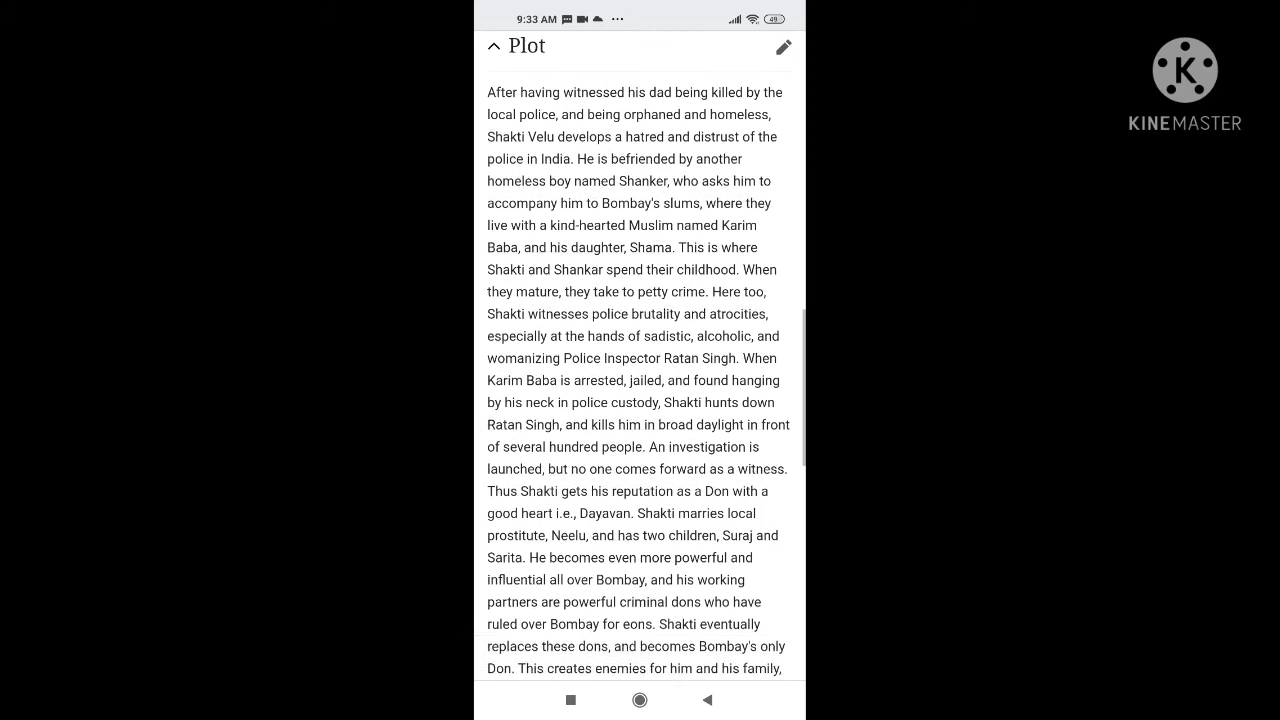 9:33 AM
49
Plot
After having witnessed his dad being killed by the
local police, and being orphaned and homeless,
Shakti Velu develops a hatred and distrust of the
police in India. He is befriended by another
homeless boy named Shanker, who asks him to
accompany him to Bombay's slums, where they
live with a kind-hearted Muslim named Karim
Baba, and his daughter, Shama. This is where
Shakti and Shankar spend their childhood. When
they mature, they take to petty crime. Here too,
Shakti witnesses police brutality and atrocities,
especially at the hands of sadistic, alcoholic, and
womanizing Police Inspector Ratan Singh. When
Karim Baba is arrested, jailed, and found hanging
by his neck in police custody, Shakti hunts down
Ratan Singh, and kills him in broad daylight in front
of several hundred people. An investigation is
launched, but no one comes forward as a witness.
Thus Shakti gets his reputation as a Don with a
good heart i.e., Dayavan. Shakti marries local
prostitute, Neelu, and has two children, Suraj and
Sarita. He becomes even more powerful and
influential all over Bombay, and his working
partners are powerful criminal dons who have
ruled over Bombay for eons. Shakti eventually
replaces these dons, and becomes Bombay's only
Don. This creates enemies for him and his family,
K
KINEMASTER